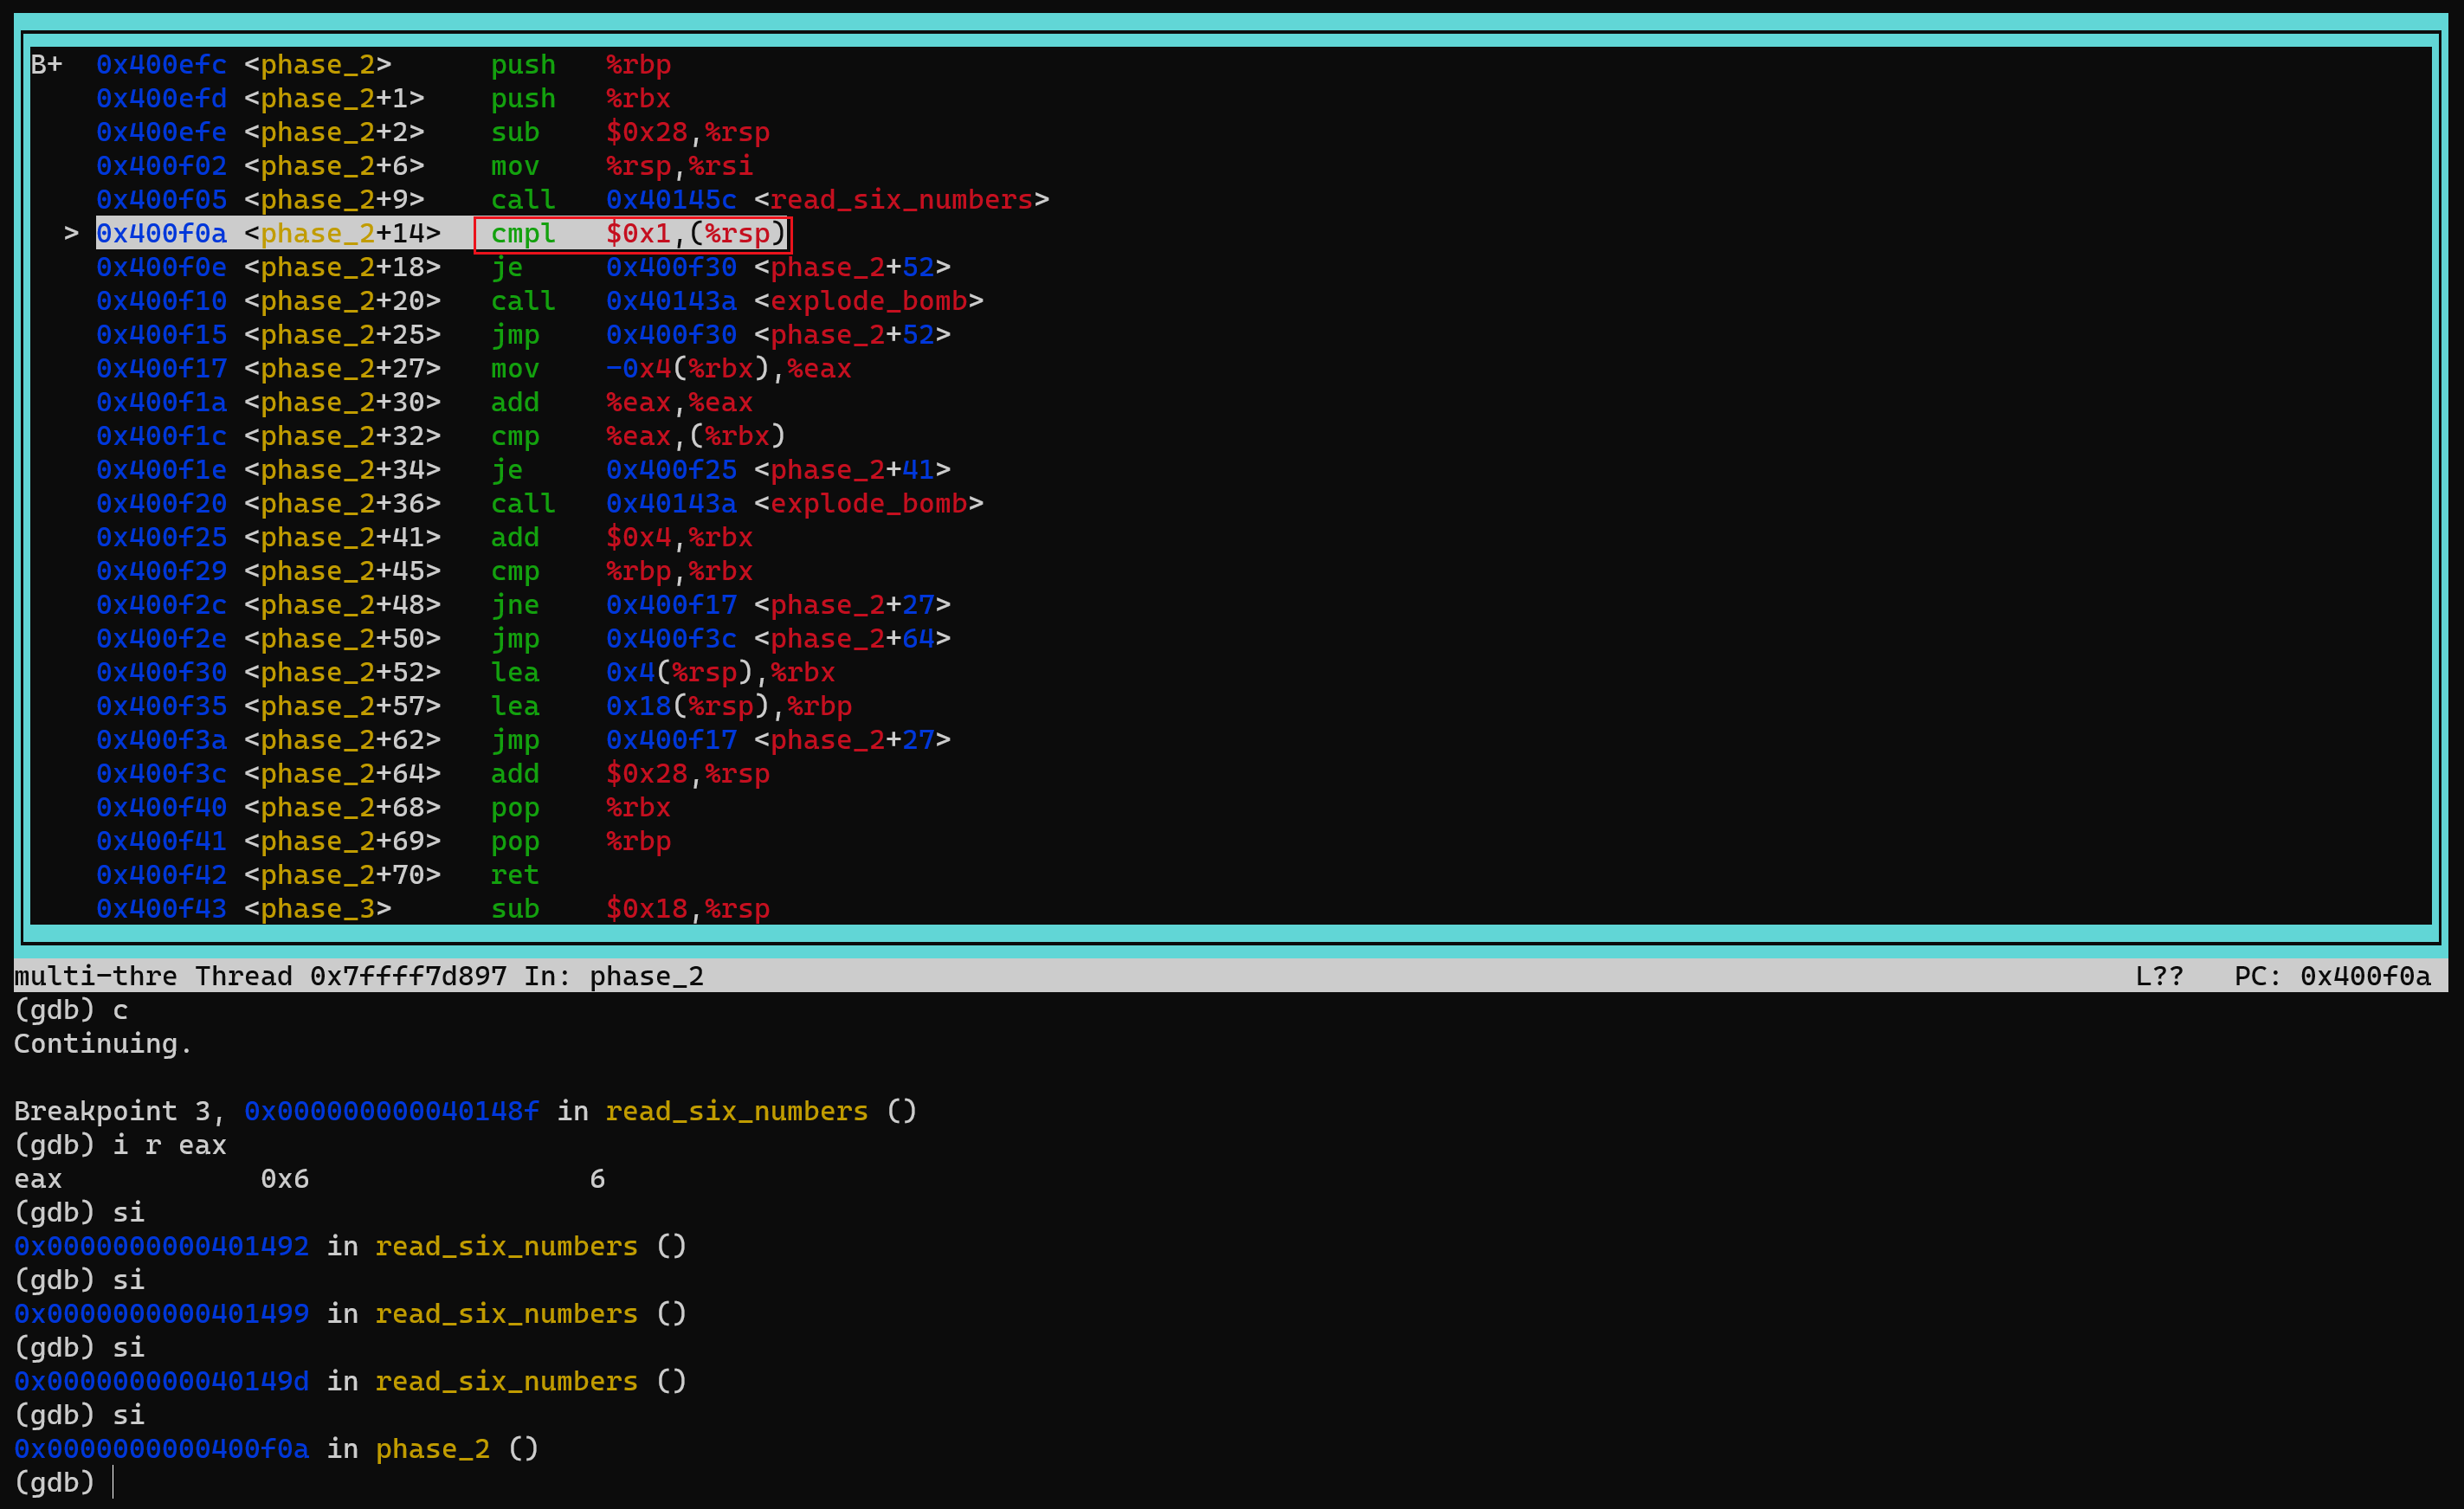 B+  0x400efc <phase_2>      push   %rbp
    0x400efd <phase_2+1>    push   %rbx
    0x400efe <phase_2+2>    sub    $0x28,%rsp
    0x400f02 <phase_2+6>    mov    %rsp,%rsi
    0x400f05 <phase_2+9>    call   0x40145c <read_six_numbers>
  > 0x400f0a <phase_2+14>   cmpl   $0x1,(%rsp)
    0x400f0e <phase_2+18>   je     0x400f30 <phase_2+52>
    0x400f10 <phase_2+20>   call   0x40143a <explode_bomb>
    0x400f15 <phase_2+25>   jmp    0x400f30 <phase_2+52>
    0x400f17 <phase_2+27>   mov    -0x4(%rbx),%eax
    0x400f1a <phase_2+30>   add    %eax,%eax
    0x400f1c <phase_2+32>   cmp    %eax,(%rbx)
    0x400f1e <phase_2+34>   je     0x400f25 <phase_2+41>
    0x400f20 <phase_2+36>   call   0x40143a <explode_bomb>
    0x400f25 <phase_2+41>   add    $0x4,%rbx
    0x400f29 <phase_2+45>   cmp    %rbp,%rbx
    0x400f2c <phase_2+48>   jne    0x400f17 <phase_2+27>
    0x400f2e <phase_2+50>   jmp    0x400f3c <phase_2+64>
    0x400f30 <phase_2+52>   lea    0x4(%rsp),%rbx
    0x400f35 <phase_2+57>   lea    0x18(%rsp),%rbp
    0x400f3a <phase_2+62>   jmp    0x400f17 <phase_2+27>
    0x400f3c <phase_2+64>   add    $0x28,%rsp
    0x400f40 <phase_2+68>   pop    %rbx
    0x400f41 <phase_2+69>   pop    %rbp
    0x400f42 <phase_2+70>   ret
    0x400f43 <phase_3>      sub    $0x18,%rsp
multi-thre Thread 0x7ffff7d897 In: phase_2    L??   PC: 0x400f0a
(gdb) c
Continuing.
Breakpoint 3, 0x000000000040148f in read_six_numbers ()
(gdb) i r eax
eax            0x6                 6
(gdb) si
0x0000000000401492 in read_six_numbers ()
(gdb) si
0x0000000000401499 in read_six_numbers ()
(gdb) si
0x000000000040149d in read_six_numbers ()
(gdb) si
0x0000000000400f0a in phase_2 ()
(gdb)